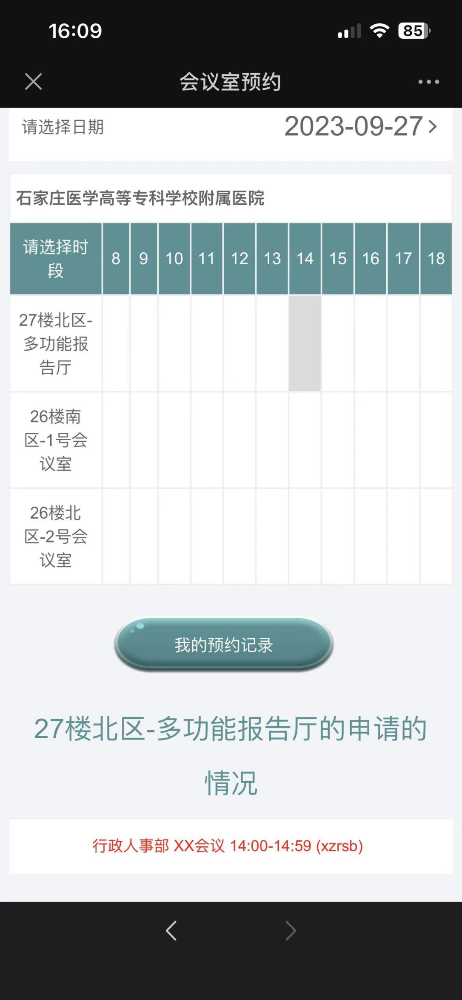 16:09
85
会议室预约
请选择日期
2023-09-27
石家庄医学高等专科学校附属医院
请选择时
段
8 9 10 11 12 13 14 15 16 17 18
27楼北区-
多功能报
告厅
26楼南
区-1号会
议室
26楼北
区-2号会
议室
我的预约记录
27楼北区-多功能报告厅的申请的
情况
行政人事部 XX会议 14:00-14:59 (xzrsb)